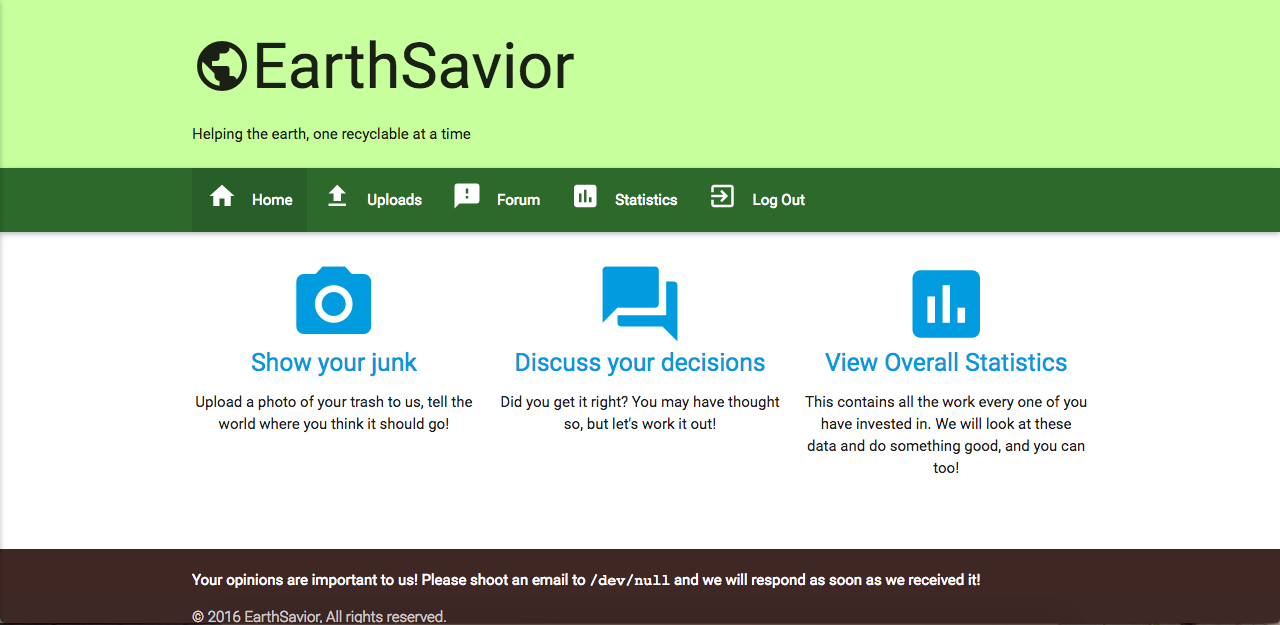 EarthSavior
Helping the earth, one recyclable at a time
Home Uploads Forum Statistics Log Out
Show your junk
Upload a photo of your trash to us, tell the
world where you think it should go!
Discuss your decisions
Did you get it right? You may have thought
so, but let's work it out!
View Overall Statistics
This contains all the work every one of you
have invested in. We will look at these
data and do something good, and you can
too!
Your opinions are important to us! Please shoot an email to /dev/null and we will respond as soon as we received it!
© 2016 EarthSavior, All rights reserved.